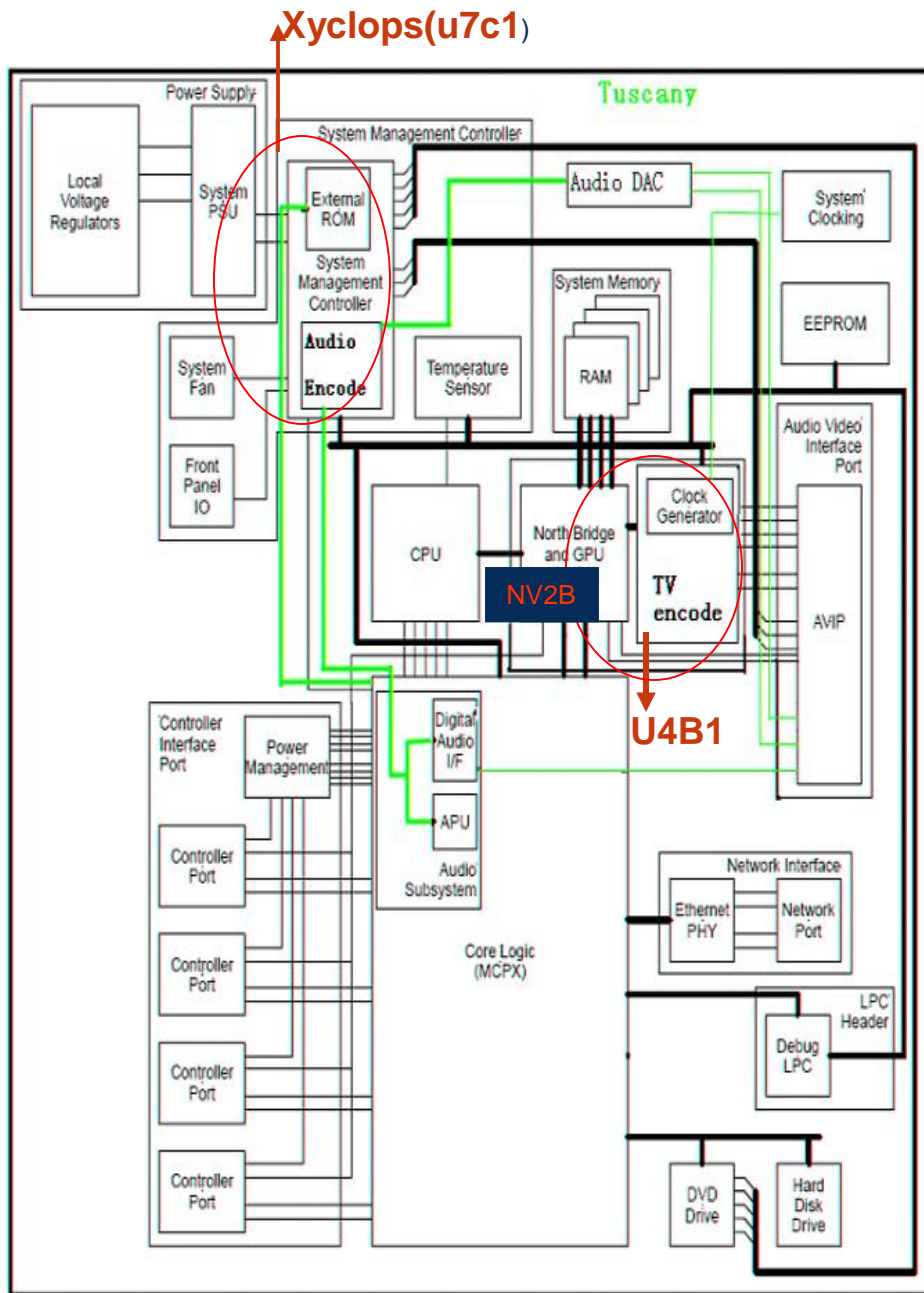 Xyclops(u7c1)
Tuscany
Power Supply
Local
Voltage
Regulators
System
PSU
System Management Controller
External
ROM
System
Management
Controller
Audio
Encode
Audio DAC
System
Clocking
System Memory
RAM
EEPROM
System
Fan
Temperature
Sensor
Front
Panel
IO
Audio Video
Interface
Port
CPU
North Bridge
and GPU
NV2B
Clock
Generator
TV
encode
AVIP
U4B1
Controller
Interface
Port
Power
Management
Digital
Audio
I/F
APU
Audio
Subsystem
Controller
Port
Controller
Port
Controller
Port
Controller
Port
Core Logic
(MCPX)
Network Interface
Ethernet
PHY
Network
Port
LPC
Header
Debug
LPC
DVD
Drive
Hard
Disk
Drive